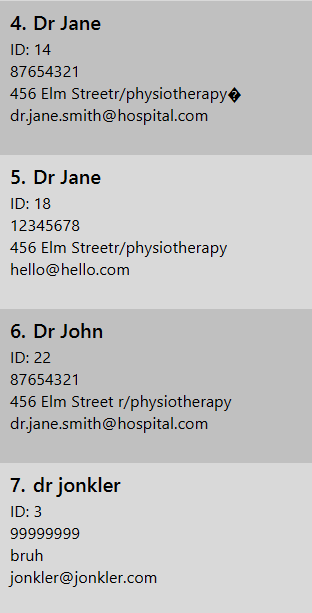 4. Dr Jane
ID: 14
87654321
456 Elm Streetr/physiotherapy�
dr.jane.smith@hospital.com
5. Dr Jane
ID: 18
12345678
456 Elm Streetr/physiotherapy
hello@hello.com
6. Dr John
ID: 22
87654321
456 Elm Street r/physiotherapy
dr.jane.smith@hospital.com
7. dr jonkler
ID: 3
99999999
bruh
jonkler@jonkler.com